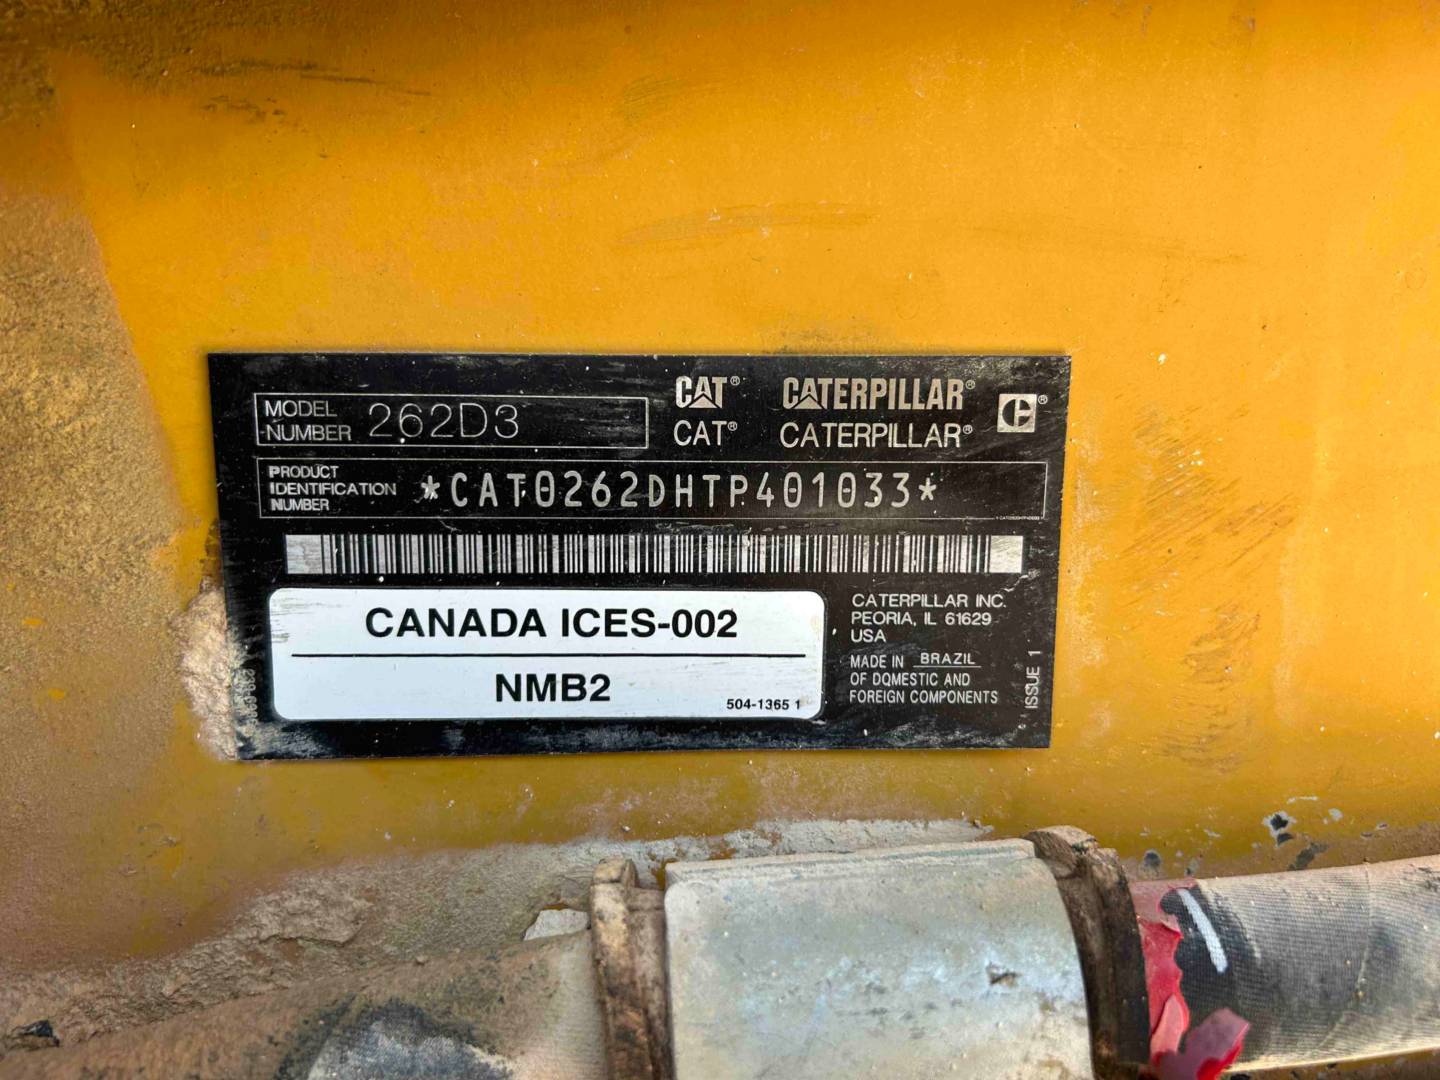 MODEL
NUMBER 262D3
CAT® CATERPILLAR®
CAT® CATERPILLAR®
PRODUCT
IDENTIFICATION
NUMBER
*CAT0262DHTP401033*
CANADA ICES-002
NMB2
504-1365 1
CATERPILLAR INC.
PEORIA, IL 61629
USA
MADE IN BRAZIL
OF DOMESTIC AND
FOREIGN COMPONENTS
ISSUE 1